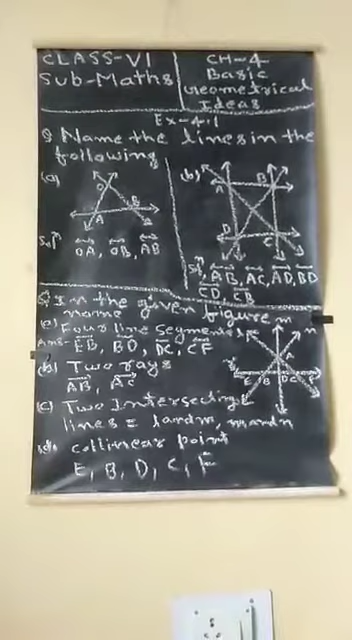 CLASS-VI
Sub-Maths
CH-4
Basic
Geometrical
Ideas
Ex-4.1
Q Name the lines in the
following
(a)
O
A
B
Sol OA, OB, AB
(b)
A
B
D
C
Sol, AB, AC, AD, BD
CD, CB
Q In the given figure
name
(a) Four line segments
Ans- EB, BD, DC, CF
(b) Two rays
AB, AC
(c) Two Intersecting
lines = l and m, m and n
(d) collinear point
E, B, D, C, F
m
n
A
E B D C F